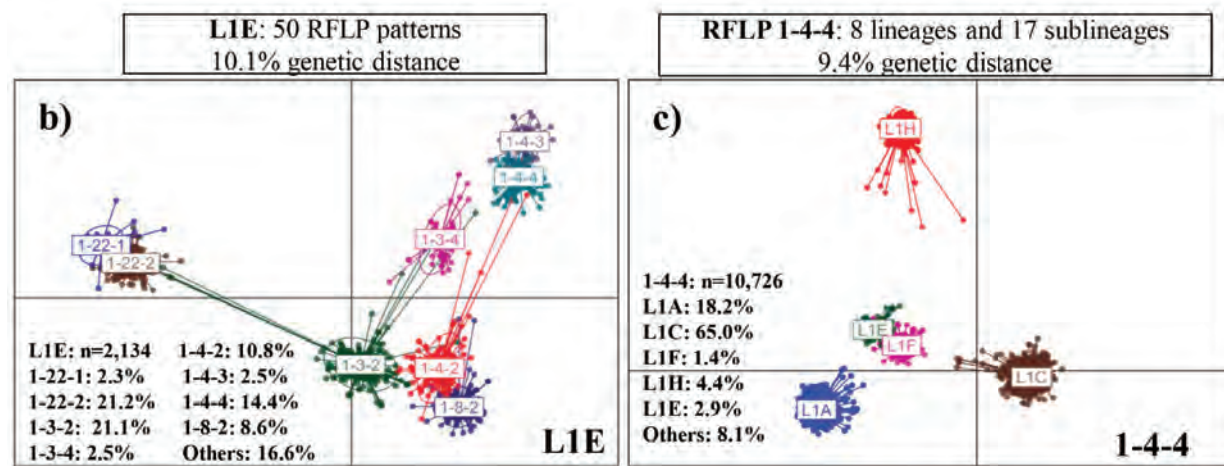 L1E: 50 RFLP patterns
10.1% genetic distance
b)
1-4-3
1-4-4
1-3-4
1-22-1
1-22-2
1-3-2
1-4-2
1-8-2
L1E: n=2,134 1-4-2: 10.8%
1-22-1: 2.3% 1-4-3: 2.5%
1-22-2: 21.2% 1-4-4: 14.4%
1-3-2: 21.1% 1-8-2: 8.6%
1-3-4: 2.5% Others: 16.6%
L1E
RFLP 1-4-4: 8 lineages and 17 sublineages
9.4% genetic distance
c)
L1H
1-4-4: n=10,726
L1A: 18.2%
L1C: 65.0%
L1F: 1.4%
L1H: 4.4%
L1E: 2.9%
Others: 8.1%
L1E
L1F
L1C
L1A
1-4-4